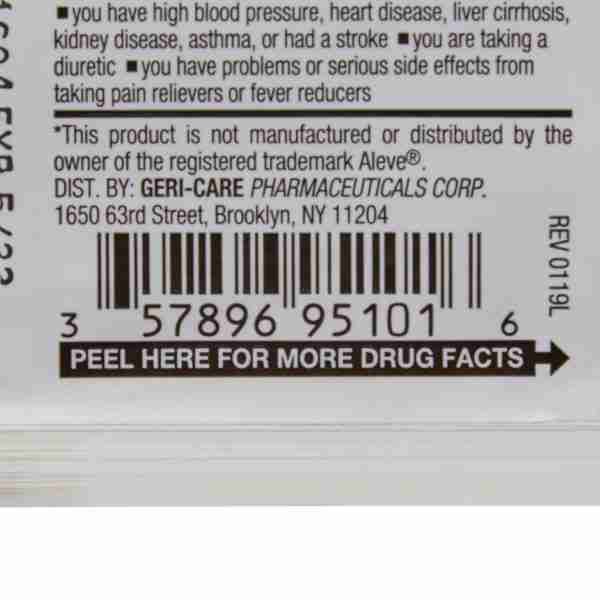 ■ you have high blood pressure, heart disease, liver cirrhosis,
kidney disease, asthma, or had a stroke ■ you are taking a
diuretic ■ you have problems or serious side effects from
taking pain relievers or fever reducers
*This product is not manufactured or distributed by the
owner of the registered trademark Aleve®.
DIST. BY: GERI-CARE PHARMACEUTICALS CORP.
1650 63rd Street, Brooklyn, NY 11204
3 57896 95101 6
REV 0119L
PEEL HERE FOR MORE DRUG FACTS